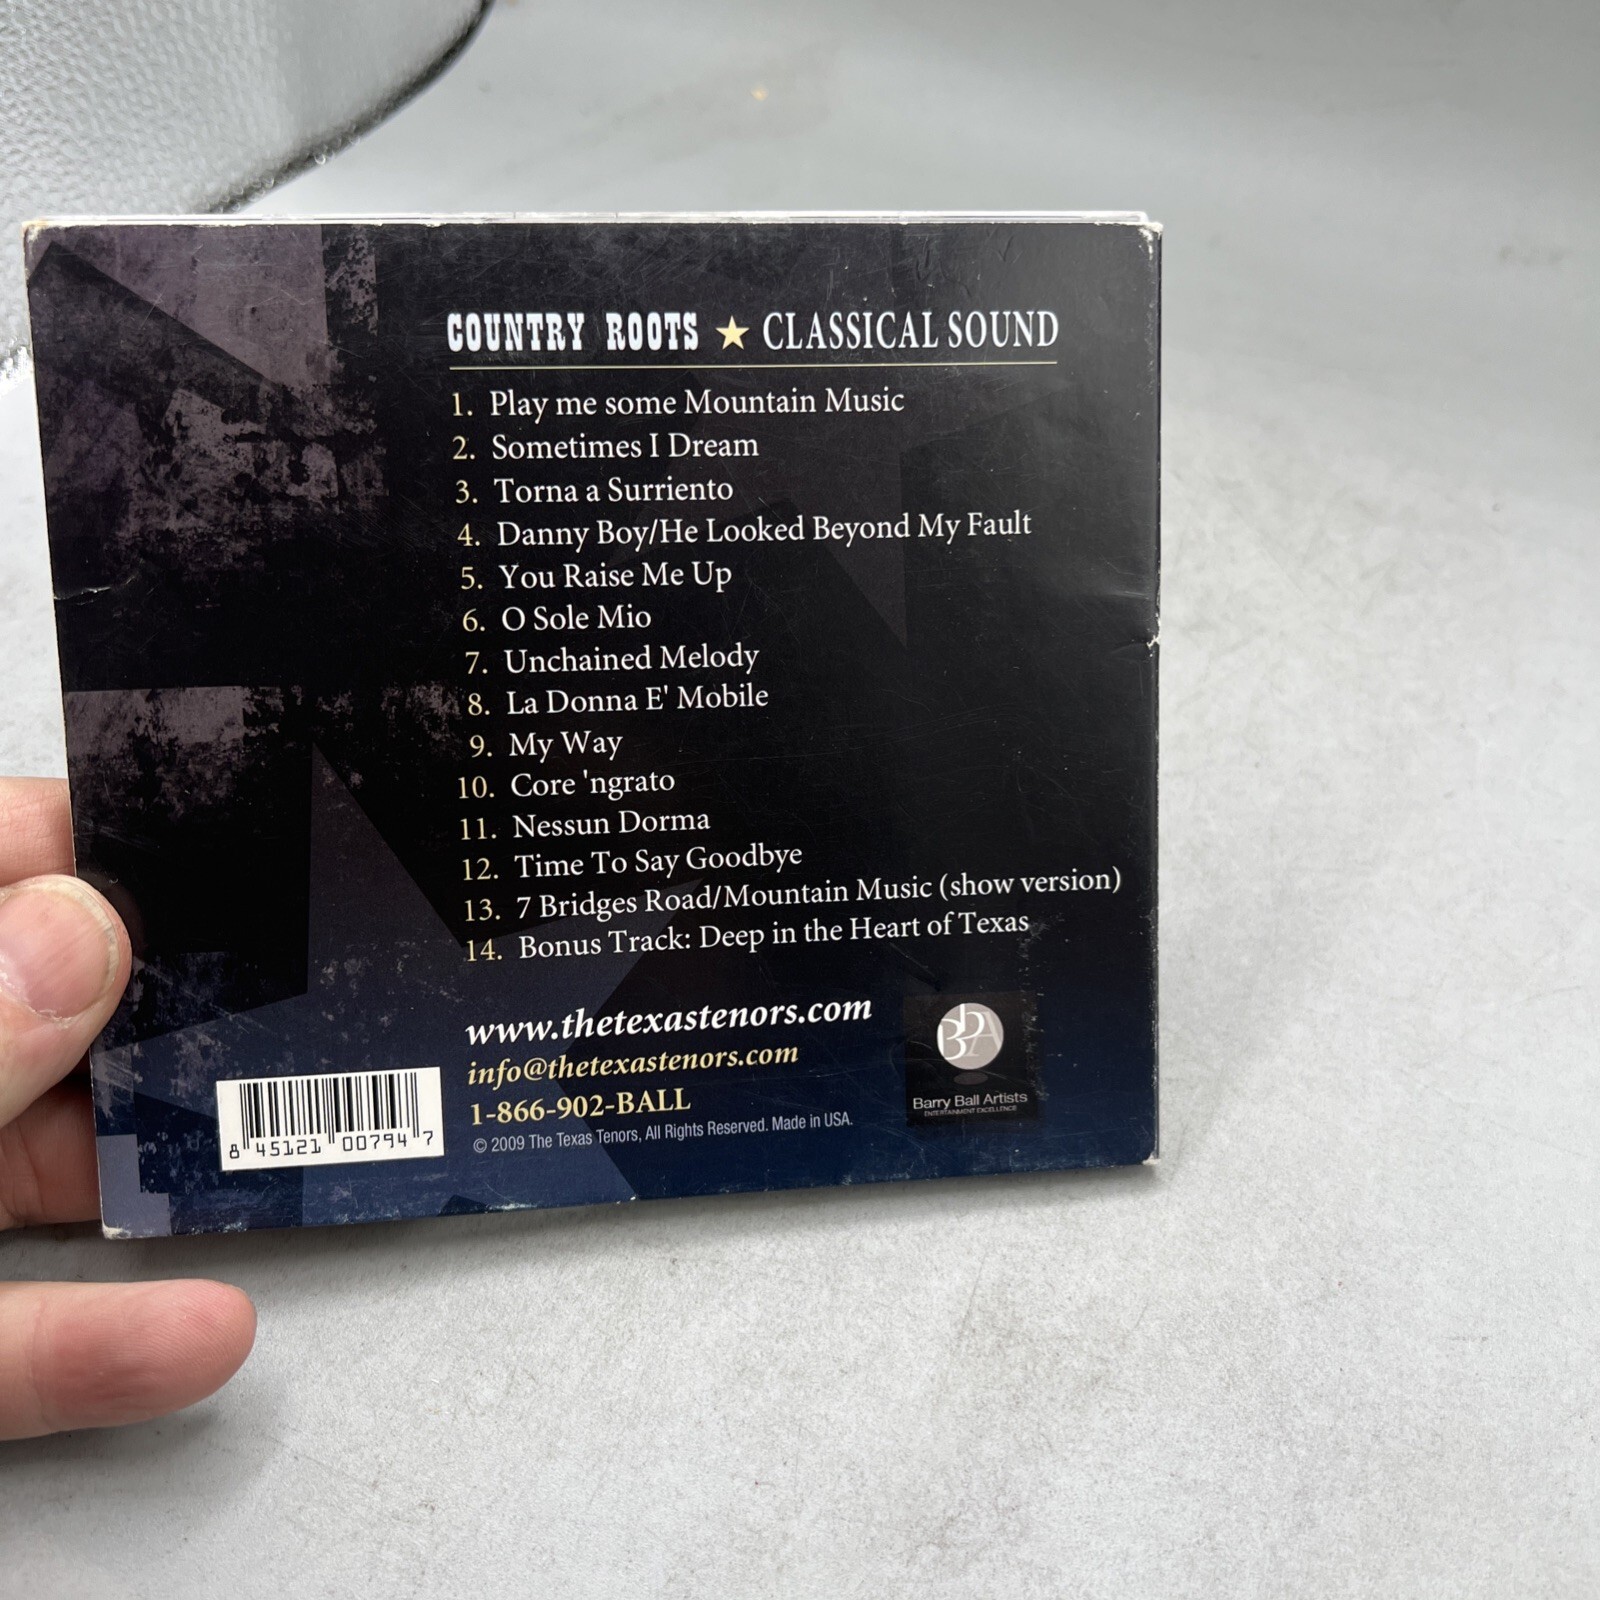 COUNTRY ROOTS ★ CLASSICAL SOUND
1. Play me some Mountain Music
2. Sometimes I Dream
3. Torna a Surriento
4. Danny Boy/He Looked Beyond My Fault
5. You Raise Me Up
6. O Sole Mio
7. Unchained Melody
8. La Donna E' Mobile
9. My Way
10. Core 'ngrato
11. Nessun Dorma
12. Time To Say Goodbye
13. 7 Bridges Road/Mountain Music (show version)
14. Bonus Track: Deep in the Heart of Texas
www.thetexastenors.com
info@thetexastenors.com
1-866-902-BALL
© 2009 The Texas Tenors, All Rights Reserved. Made in USA.
8 45121 00794 7
BbA
Barry Ball Artists
ENTERTAINMENT EXCELLENCE